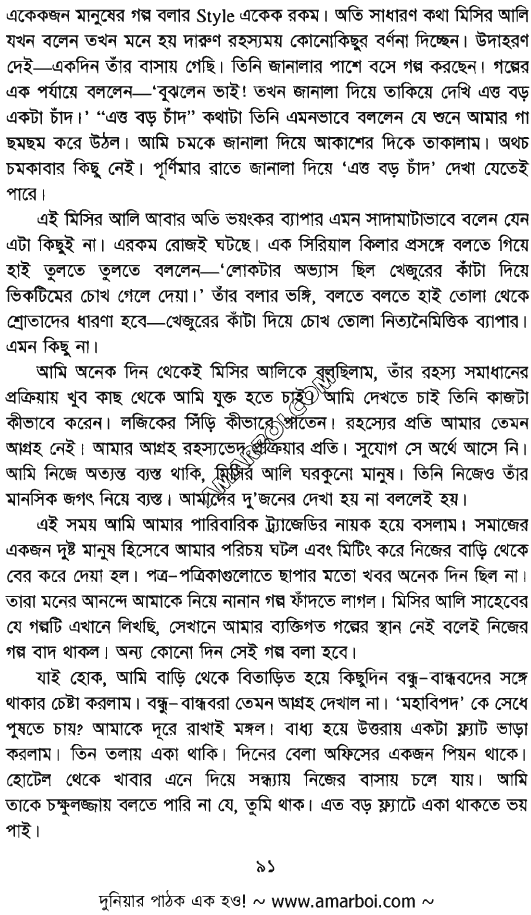 একেকজন মানুষের গল্প বলার Style একেক রকম। অতি সাধারণ কথা মিসির আলি
যখন বলেন তখন মনে হয় দারুণ রহস্যময় কোনোকিছুর বর্ণনা দিচ্ছেন। উদাহরণ
দেই—একদিন তাঁর বাসায় গেছি। তিনি জানালার পাশে বসে গল্প করছেন। গল্পের
এক পর্যায়ে বললেন—‘বুঝলেন ভাই! তখন জানালা দিয়ে তাকিয়ে দেখি এত্ত বড়
একটা চাঁদ।’ “এত্ত বড় চাঁদ” কথাটা তিনি এমনভাবে বললেন যে শুনে আমার গা
ছমছম করে উঠল। আমি চমকে জানালা দিয়ে আকাশের দিকে তাকালাম। অথচ
চমকাবার কিছু নেই। পূর্ণিমার রাতে জানালা দিয়ে ‘এত্ত বড় চাঁদ’ দেখা যেতেই
পারে।
এই মিসির আলি আবার অতি ভয়ংকর ব্যাপার এমন সাদামাটাভাবে বলেন যেন
এটা কিছুই না। এরকম রোজই ঘটছে। এক সিরিয়াল কিলার প্রসঙ্গে বলতে গিয়ে
হাই তুলতে তুলতে বললেন—‘লোকটার অভ্যাস ছিল খেজুরের কাঁটা দিয়ে
ভিকটিমের চোখ গেলে দেয়া।’ তাঁর বলার ভঙ্গি, বলতে বলতে হাই তোলা থেকে
শ্রোতাদের ধারণা হবে—খেজুরের কাঁটা দিয়ে চোখ তোলা নিত্যনৈমিত্তিক ব্যাপার।
এমন কিছু না।
আমি অনেক দিন থেকেই মিসির আলিকে বলছিলাম, তাঁর রহস্য সমাধানের
প্রক্রিয়ায় খুব কাছ থেকে আমি যুক্ত হতে চাই। আমি দেখতে চাই তিনি কাজটা
কীভাবে করেন। লজিকের সিঁড়ি কীভাবে পাতেন। রহস্যের প্রতি আমার তেমন
আগ্রহ নেই। আমার আগ্রহ রহস্যভেদ প্রক্রিয়ার প্রতি। সুযোগ সে অর্থে আসে নি।
আমি নিজে অত্যন্ত ব্যস্ত থাকি, মিসির আলি ঘরকুনো মানুষ। তিনি নিজেও তাঁর
মানসিক জগৎ নিয়ে ব্যস্ত। আমাদের দু’জনের দেখা হয় না বললেই হয়।
এই সময় আমি আমার পারিবারিক ট্র্যাজেডির নায়ক হয়ে বসলাম। সমাজের
একজন দুষ্ট মানুষ হিসেবে আমার পরিচয় ঘটল এবং মিটিং করে নিজের বাড়ি থেকে
বের করে দেয়া হল। পত্র-পত্রিকাগুলোতে ছাপার মতো খবর অনেক দিন ছিল না।
তারা মনের আনন্দে আমাকে নিয়ে নানান গল্প ফাঁদতে লাগল। মিসির আলি সাহেবের
যে গল্পটি এখানে লিখছি, সেখানে আমার ব্যক্তিগত গল্পের স্থান নেই বলেই নিজের
গল্প বাদ থাকল। অন্য কোনো দিন সেই গল্প বলা হবে।
যাই হোক, আমি বাড়ি থেকে বিতাড়িত হয়ে কিছুদিন বন্ধু-বান্ধবদের সঙ্গে
থাকার চেষ্টা করলাম। বন্ধু-বান্ধবরা তেমন আগ্রহ দেখাল না। ‘মহাবিপদ’ কে সেধে
পুষতে চায়? আমাকে দূরে রাখাই মঙ্গল। বাধ্য হয়ে উত্তরায় একটা ফ্ল্যাট ভাড়া
করলাম। তিন তলায় একা থাকি। দিনের বেলা অফিসের একজন পিয়ন থাকে।
হোটেল থেকে খাবার এনে দিয়ে সন্ধ্যায় নিজের বাসায় চলে যায়। আমি
তাকে চক্ষুলজ্জায় বলতে পারি না যে, তুমি থাক। এত বড় ফ্ল্যাটে একা থাকতে ভয়
পাই।
৯১
দুনিয়ার পাঠক এক হও! ~ www.amarboi.com ~
AMARBOI.COM